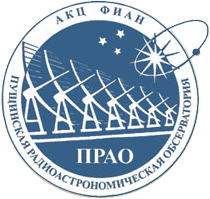 АКЦ ФИАН
ПУЩИНСКАЯ РАДИОАСТРОНОМИЧЕСКАЯ ОБСЕРВАТОРИЯ
ПРАО